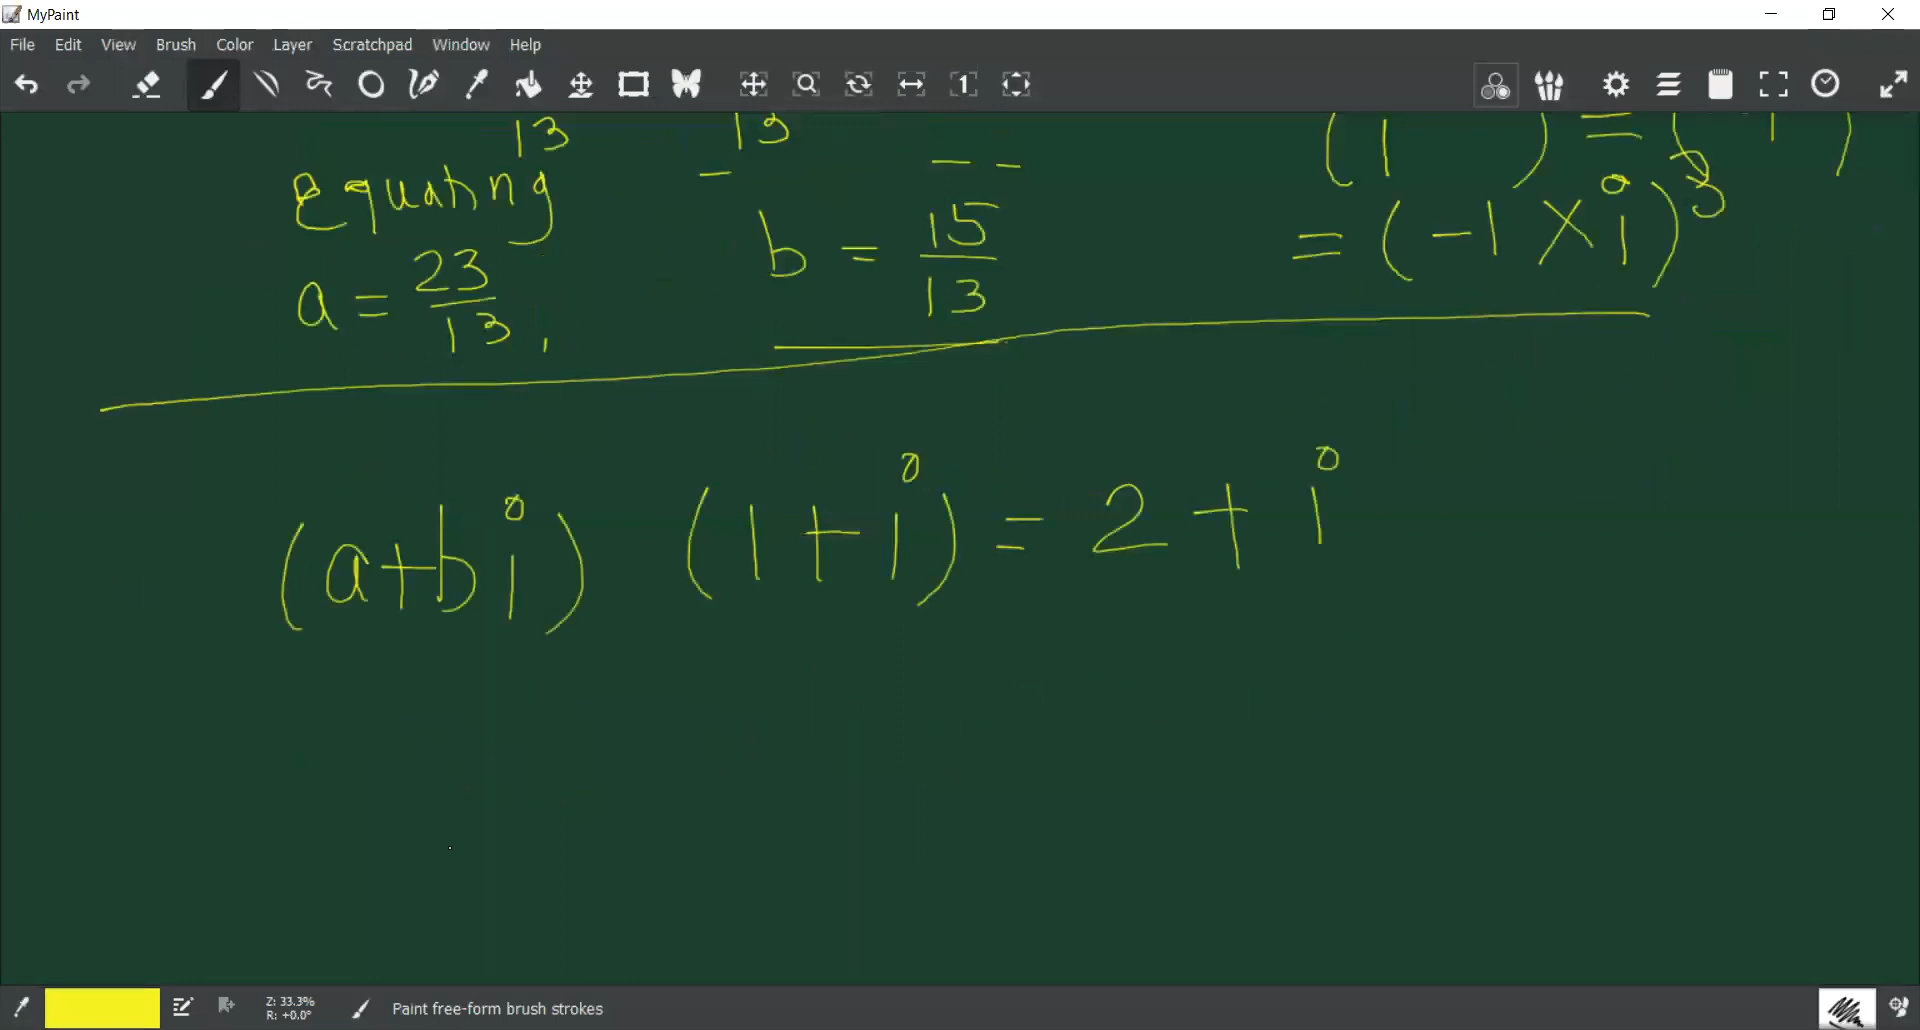 MyPaint
File Edit View Brush Color Layer Scratchpad Window Help
13 13
equating
a = 23/13, b = 15/13
= (-1 × i)³
(a+bi) (1+i) = 2+i
Z: 33.3%
R: +0.0°
Paint free-form brush strokes